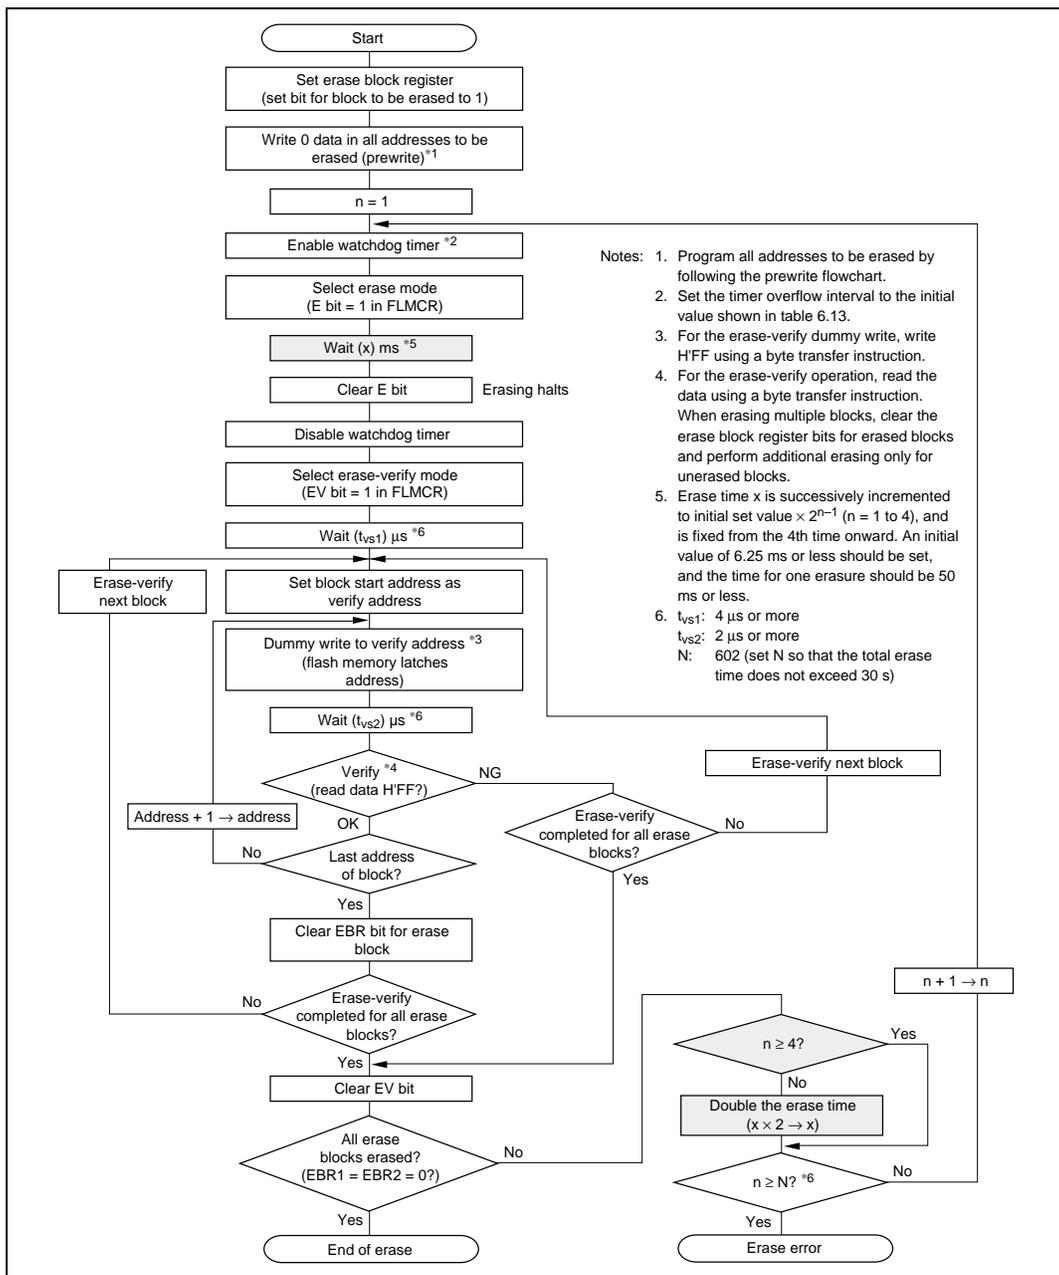 Start
Set erase block register
(set bit for block to be erased to 1)
Write 0 data in all addresses to be
erased (prewrite)*1
n = 1
Enable watchdog timer *2
Select erase mode
(E bit = 1 in FLMCR)
Wait (x) ms *5
Clear E bit
Erasing halts
Disable watchdog timer
Select erase-verify mode
(EV bit = 1 in FLMCR)
Wait (tvs1) μs *6
Erase-verify
next block
Set block start address as
verify address
Dummy write to verify address *3
(flash memory latches
address)
Wait (tvs2) μs *6
Verify *4
(read data H'FF?)
NG
OK
Address + 1 → address
No
Last address
of block?
Yes
Clear EBR bit for erase
block
No
Erase-verify
completed for all erase
blocks?
Yes
Clear EV bit
All erase
blocks erased?
(EBR1 = EBR2 = 0?)
No
Yes
End of erase
Notes: 1. Program all addresses to be erased by
following the prewrite flowchart.
2. Set the timer overflow interval to the initial
value shown in table 6.13.
3. For the erase-verify dummy write, write
H'FF using a byte transfer instruction.
4. For the erase-verify operation, read the
data using a byte transfer instruction.
When erasing multiple blocks, clear the
erase block register bits for erased blocks
and perform additional erasing only for
unerased blocks.
5. Erase time x is successively incremented
to initial set value × 2n–1 (n = 1 to 4), and
is fixed from the 4th time onward. An initial
value of 6.25 ms or less should be set,
and the time for one erasure should be 50
ms or less.
6. tvs1: 4 μs or more
tvs2: 2 μs or more
N: 602 (set N so that the total erase
time does not exceed 30 s)
Erase-verify next block
Erase-verify
completed for all erase
blocks?
No
Yes
n + 1 → n
n ≥ 4?
Yes
No
Double the erase time
(x × 2 → x)
n ≥ N? *6
No
Yes
Erase error